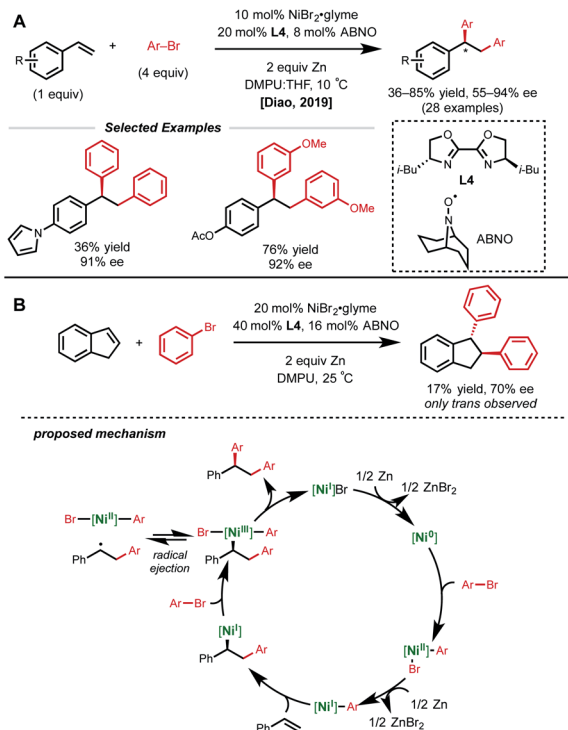 A
R
+
Ar–Br
(1 equiv)
(4 equiv)
10 mol% NiBr2•glyme
20 mol% L4, 8 mol% ABNO
2 equiv Zn
DMPU:THF, 10 ˚C
[Diao, 2019]
R
Ar
Ar
*
36–85% yield, 55–94% ee
(28 examples)
Selected Examples
N
36% yield
91% ee
AcO
OMe
OMe
76% yield
92% ee
O
O
N
N
i-Bu
L4
i-Bu
O•
N
ABNO
B
+
Br
20 mol% NiBr2•glyme
40 mol% L4, 16 mol% ABNO
2 equiv Zn
DMPU, 25 ˚C
17% yield, 70% ee
only trans observed
proposed mechanism
Ar
Ph
Ar
[NiI]Br
1/2 Zn
1/2 ZnBr2
Br–[NiII]–Ar
Ph
•
Ar
radical
ejection
Br–[NiIII]–Ar
Ph
Ar
[Ni0]
Ar–Br
Ar–Br
[NiI]
Ph
Ar
[NiII]–Ar
Br
1/2 Zn
1/2 ZnBr2
[NiI]–Ar
Ph